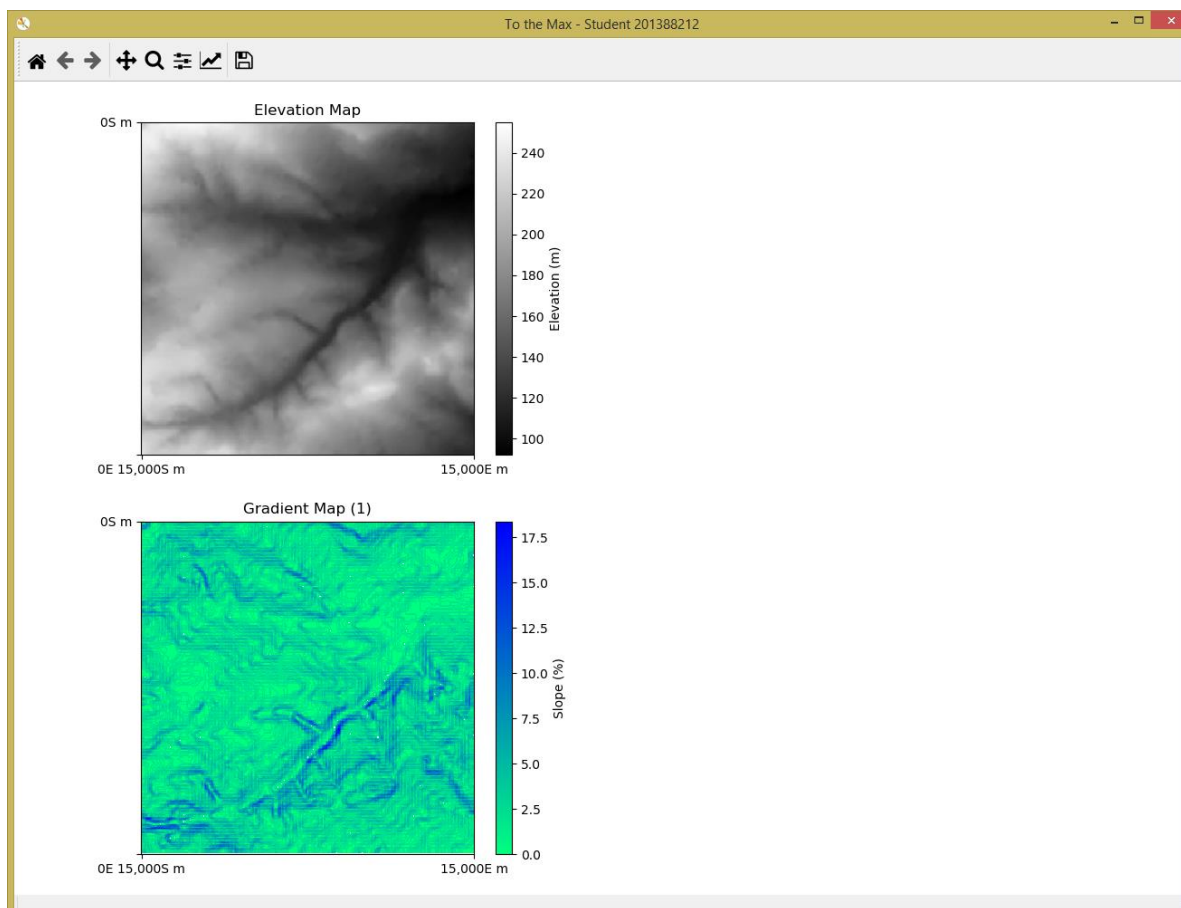 To the Max - Student 201388212
Elevation Map
0S m
240
220
200
180
160
140
120
100
Elevation (m)
0E 15,000S m
15,000E m
Gradient Map (1)
0S m
17.5
15.0
12.5
10.0
7.5
5.0
2.5
0.0
Slope (%)
0E 15,000S m
15,000E m